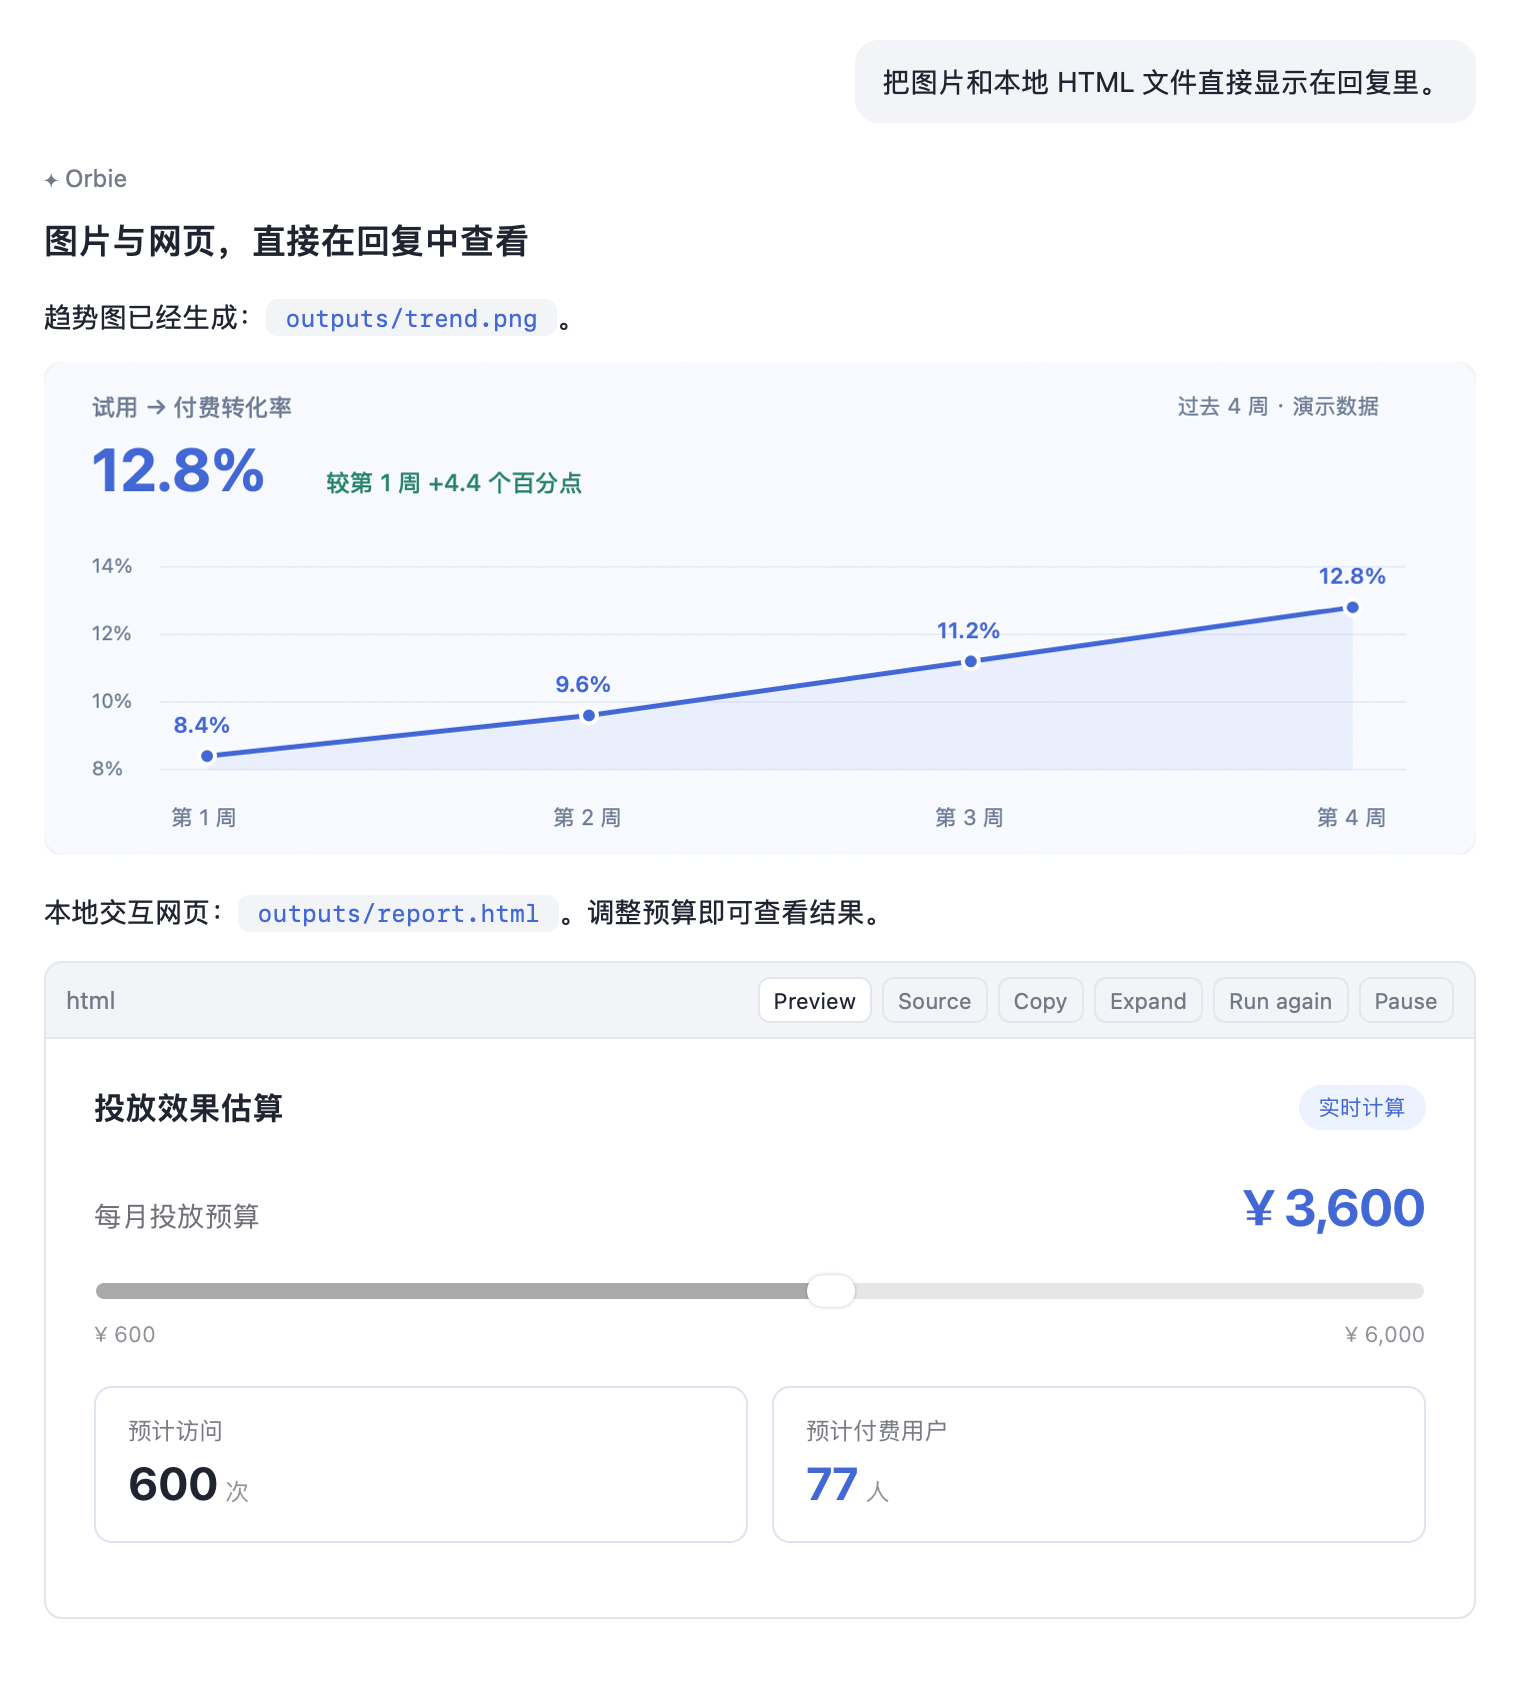 把图片和本地 HTML 文件直接显示在回复里。
Orbie
图片与网页，直接在回复中查看
趋势图已经生成： outputs/trend.png 。
试用 → 付费转化率
过去 4 周 · 演示数据
12.8%
较第 1 周 +4.4 个百分点
14%
12%
10%
8%
8.4%
9.6%
11.2%
12.8%
第 1 周
第 2 周
第 3 周
第 4 周
本地交互网页： outputs/report.html 。调整预算即可查看结果。
html
Preview
Source
Copy
Expand
Run again
Pause
投放效果估算
实时计算
每月投放预算
¥ 3,600
¥ 600
¥ 6,000
预计访问
600 次
预计付费用户
77 人